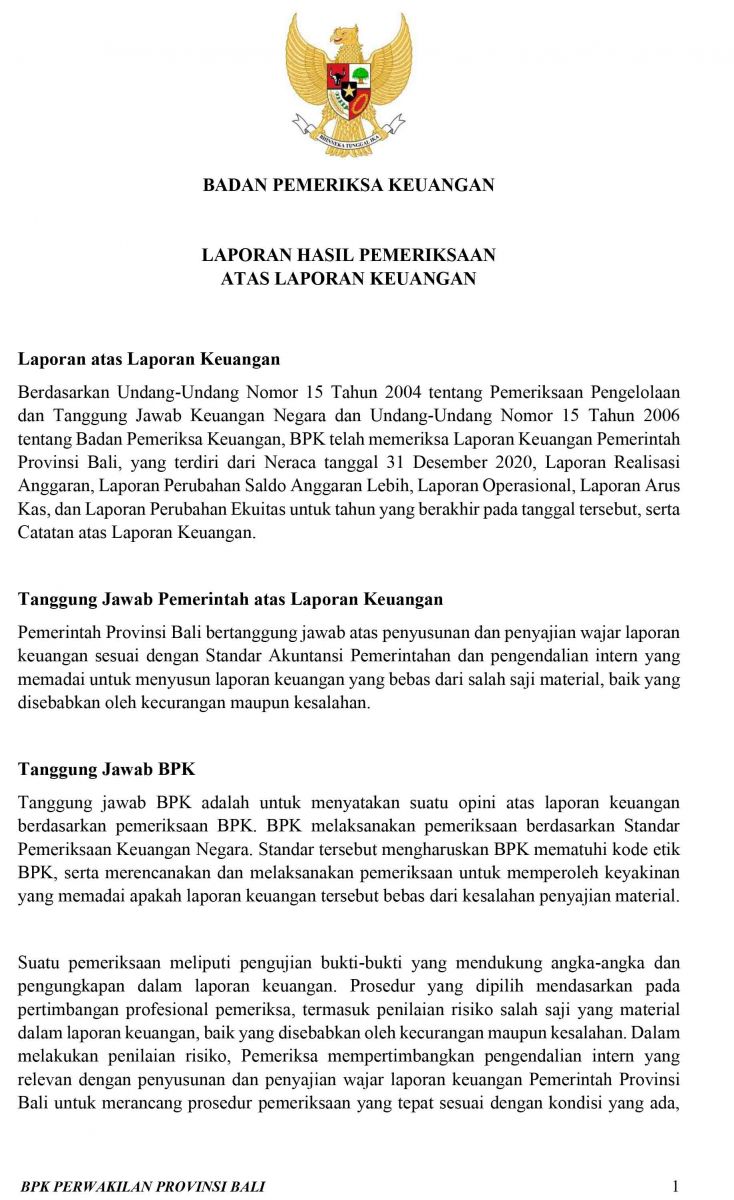 BHINNEKA TUNGGAL IKA
BADAN PEMERIKSA KEUANGAN
LAPORAN HASIL PEMERIKSAAN
ATAS LAPORAN KEUANGAN
Laporan atas Laporan Keuangan
Berdasarkan Undang-Undang Nomor 15 Tahun 2004 tentang Pemeriksaan Pengelolaan
dan Tanggung Jawab Keuangan Negara dan Undang-Undang Nomor 15 Tahun 2006
tentang Badan Pemeriksa Keuangan, BPK telah memeriksa Laporan Keuangan Pemerintah
Provinsi Bali, yang terdiri dari Neraca tanggal 31 Desember 2020, Laporan Realisasi
Anggaran, Laporan Perubahan Saldo Anggaran Lebih, Laporan Operasional, Laporan Arus
Kas, dan Laporan Perubahan Ekuitas untuk tahun yang berakhir pada tanggal tersebut, serta
Catatan atas Laporan Keuangan.
Tanggung Jawab Pemerintah atas Laporan Keuangan
Pemerintah Provinsi Bali bertanggung jawab atas penyusunan dan penyajian wajar laporan
keuangan sesuai dengan Standar Akuntansi Pemerintahan dan pengendalian intern yang
memadai untuk menyusun laporan keuangan yang bebas dari salah saji material, baik yang
disebabkan oleh kecurangan maupun kesalahan.
Tanggung Jawab BPK
Tanggung jawab BPK adalah untuk menyatakan suatu opini atas laporan keuangan
berdasarkan pemeriksaan BPK. BPK melaksanakan pemeriksaan berdasarkan Standar
Pemeriksaan Keuangan Negara. Standar tersebut mengharuskan BPK mematuhi kode etik
BPK, serta merencanakan dan melaksanakan pemeriksaan untuk memperoleh keyakinan
yang memadai apakah laporan keuangan tersebut bebas dari kesalahan penyajian material.
Suatu pemeriksaan meliputi pengujian bukti-bukti yang mendukung angka-angka dan
pengungkapan dalam laporan keuangan. Prosedur yang dipilih mendasarkan pada
pertimbangan profesional pemeriksa, termasuk penilaian risiko salah saji yang material
dalam laporan keuangan, baik yang disebabkan oleh kecurangan maupun kesalahan. Dalam
melakukan penilaian risiko, Pemeriksa mempertimbangkan pengendalian intern yang
relevan dengan penyusunan dan penyajian wajar laporan keuangan Pemerintah Provinsi
Bali untuk merancang prosedur pemeriksaan yang tepat sesuai dengan kondisi yang ada,
BPK PERWAKILAN PROVINSI BALI 1